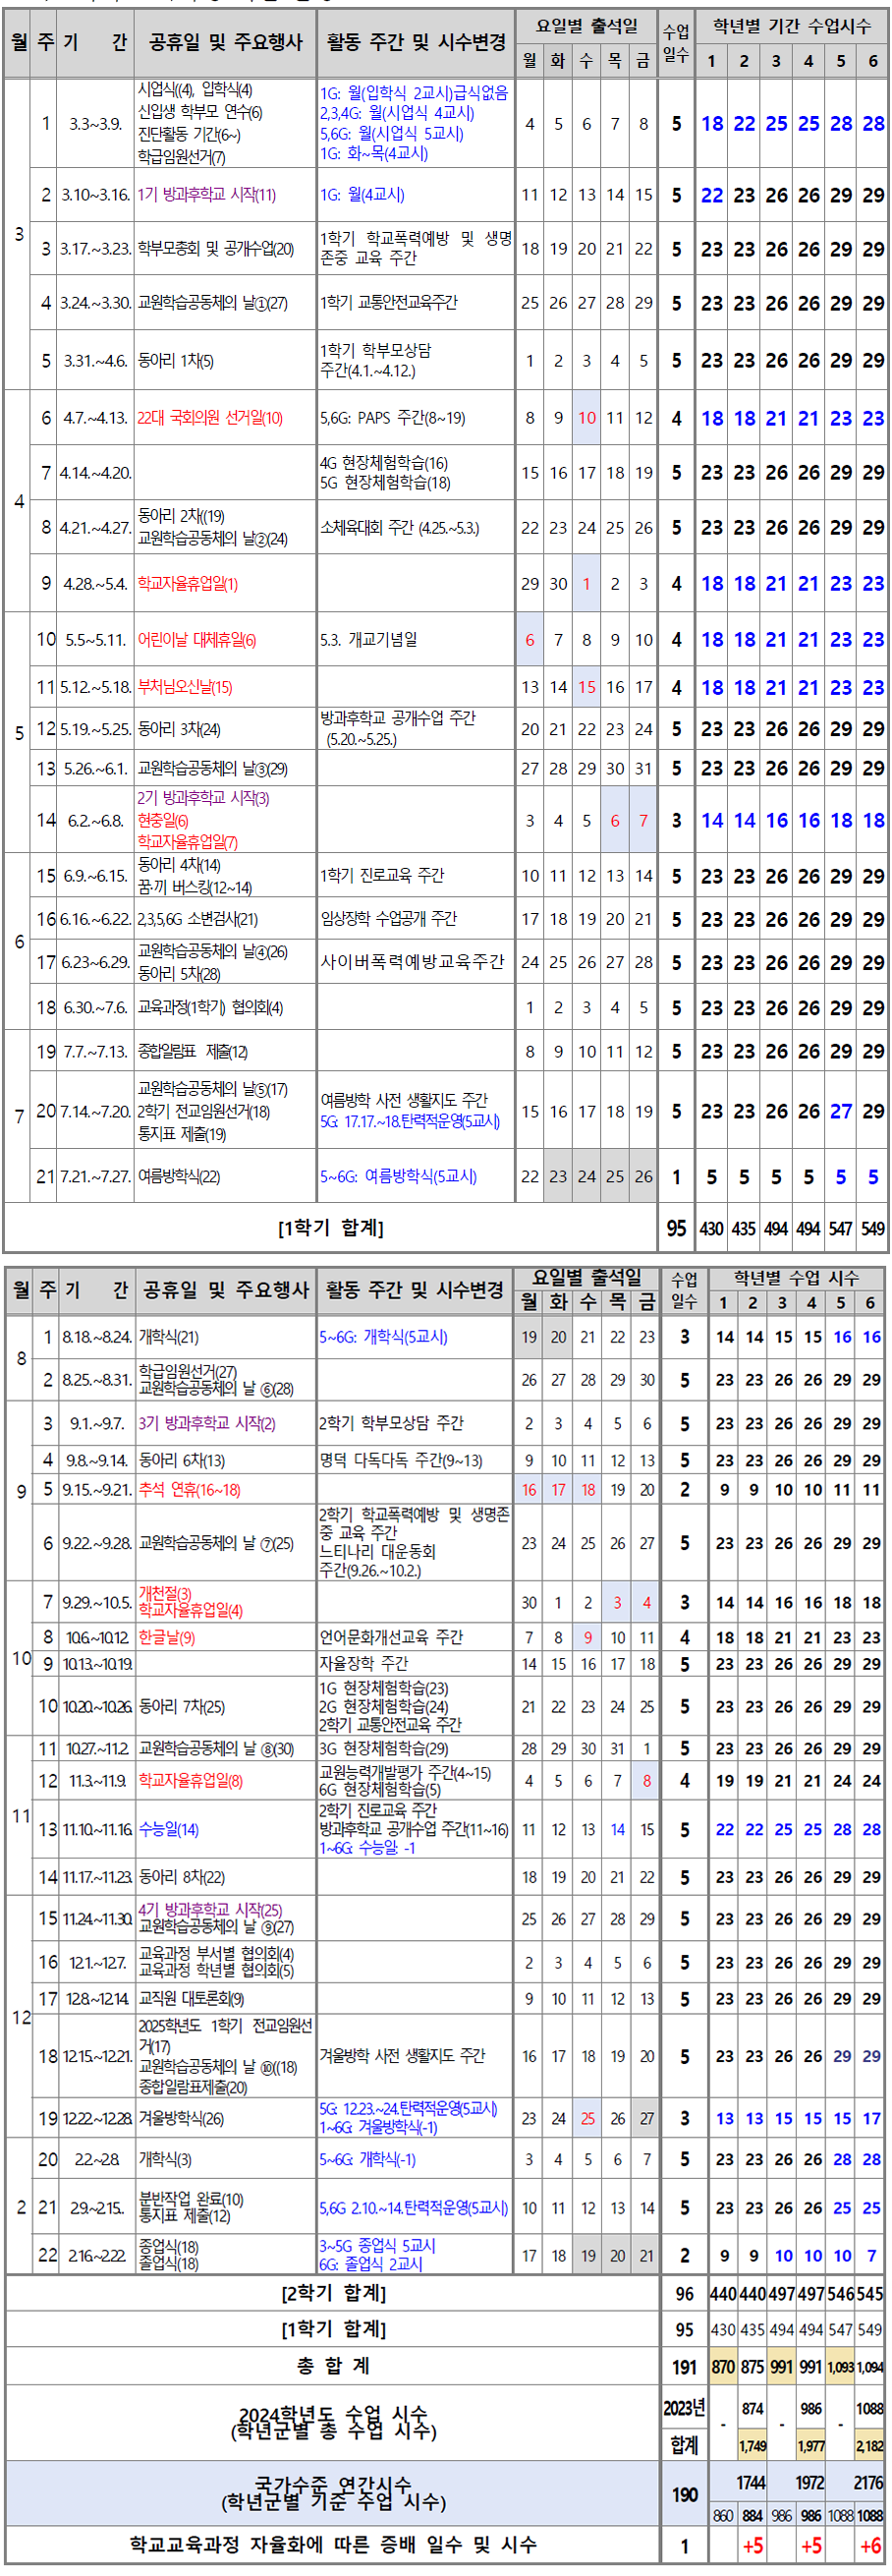 월 주 기 간 공휴일 및 주요행사 활동 주간 및 시수변경 요일별 출석일 수업일수 학년별 기간 수업시수
월 화 수 목 금 1 2 3 4 5 6
3
1 3.3~3.9.
시업식((4), 입학식(4)
신입생 학부모 연수(6)
진단활동 기간(6~)
학급임원선거(7)
1G: 월(입학식 2교시)급식없음
2,3,4G: 월(시업식 4교시)
5,6G: 월(시업식 5교시)
1G: 화~목(4교시)
4 5 6 7 8 5 18 22 25 25 28 28
2 3.10~3.16. 1기 방과후학교 시작(11) 1G: 월(4교시) 11 12 13 14 15 5 22 23 26 26 29 29
3 3.17.~3.23. 학부모총회 및 공개수업(20)
1학기 학교폭력예방 및 생명
존중 교육 주간
18 19 20 21 22 5 23 23 26 26 29 29
4 3.24.~3.30. 교원학습공동체의 날①(27) 1학기 교통안전교육주간 25 26 27 28 29 5 23 23 26 26 29 29
5 3.31.~4.6. 동아리 1차(5)
1학기 학부모상담
주간(4.1.~4.12.)
1 2 3 4 5 5 23 23 26 26 29 29
4
6 4.7.~4.13. 22대 국회의원 선거일(10) 5,6G: PAPS 주간(8~19) 8 9 10 11 12 4 18 18 21 21 23 23
7 4.14.~4.20.
4G 현장체험학습(16)
5G 현장체험학습(18)
15 16 17 18 19 5 23 23 26 26 29 29
8 4.21.~4.27.
동아리 2차((19)
교원학습공동체의 날②(24)
소체육대회 주간 (4.25.~5.3.) 22 23 24 25 26 5 23 23 26 26 29 29
9 4.28.~5.4. 학교자율휴업일(1) 29 30 1 2 3 4 18 18 21 21 23 23
5
10 5.5~5.11. 어린이날 대체휴일(6) 5.3. 개교기념일 6 7 8 9 10 4 18 18 21 21 23 23
11 5.12.~5.18. 부처님오신날(15) 13 14 15 16 17 4 18 18 21 21 23 23
12 5.19.~5.25. 동아리 3차(24)
방과후학교 공개수업 주간
(5.20.~5.25.)
20 21 22 23 24 5 23 23 26 26 29 29
13 5.26.~6.1. 교원학습공동체의 날③(29) 27 28 29 30 31 5 23 23 26 26 29 29
14 6.2.~6.8.
2기 방과후학교 시작(3)
현충일(6)
학교자율휴업일(7)
3 4 5 6 7 3 14 14 16 16 18 18
6
15 6.9.~6.15.
동아리 4차(14)
꿈·끼 버스킹(12~14)
1학기 진로교육 주간 10 11 12 13 14 5 23 23 26 26 29 29
16 6.16.~6.22. 2,3,5,6G 소변검사(21) 임상장학 수업공개 주간 17 18 19 20 21 5 23 23 26 26 29 29
17 6.23~6.29.
교원학습공동체의 날④(26)
동아리 5차(28)
사이버폭력예방교육주간 24 25 26 27 28 5 23 23 26 26 29 29
18 6.30.~7.6. 교육과정(1학기) 협의회(4) 1 2 3 4 5 5 23 23 26 26 29 29
7
19 7.7.~7.13. 종합일람표 제출(12) 8 9 10 11 12 5 23 23 26 26 29 29
20 7.14.~7.20.
교원학습공동체의 날⑤(17)
2학기 전교임원선거(18)
통지표 제출(19)
여름방학 사전 생활지도 주간
5G: 17.17.~18.탄력적운영(5교시)
15 16 17 18 19 5 23 23 26 26 27 29
21 7.21.~7.27. 여름방학식(22) 5~6G: 여름방학식(5교시) 22 23 24 25 26 1 5 5 5 5 5 5
[1학기 합계] 95 430 435 494 494 547 549
월 주 기 간 공휴일 및 주요행사 활동 주간 및 시수변경 요일별 출석일 수업일수 학년별 수업 시수
월 화 수 목 금 1 2 3 4 5 6
8
1 8.18.~8.24. 개학식(21) 5~6G: 개학식(5교시) 19 20 21 22 23 3 14 14 15 15 16 16
2 8.25.~8.31.
학급임원선거(27)
교원학습공동체의 날 ⑥(28)
26 27 28 29 30 5 23 23 26 26 29 29
9
3 9.1.~9.7. 3기 방과후학교 시작(2) 2학기 학부모상담 주간 2 3 4 5 6 5 23 23 26 26 29 29
4 9.8.~9.14. 동아리 6차(13) 명덕 다독다독 주간(9~13) 9 10 11 12 13 5 23 23 26 26 29 29
5 9.15.~9.21. 추석 연휴(16~18) 16 17 18 19 20 2 9 9 10 10 11 11
6 9.22.~9.28. 교원학습공동체의 날 ⑦(25)
2학기 학교폭력예방 및 생명존
중 교육 주간
느티나리 대운동회
주간(9.26.~10.2.)
23 24 25 26 27 5 23 23 26 26 29 29
10
7 9.29.~10.5.
개천절(3)
학교자율휴업일(4)
30 1 2 3 4 3 14 14 16 16 18 18
8 10.6.~10.12. 한글날(9) 언어문화개선교육 주간 7 8 9 10 11 4 18 18 21 21 23 23
9 10.13.~10.19. 자율장학 주간 14 15 16 17 18 5 23 23 26 26 29 29
10 10.20.~10.26. 동아리 7차(25)
1G 현장체험학습(23)
2G 현장체험학습(24)
2학기 교통안전교육 주간
21 22 23 24 25 5 23 23 26 26 29 29
11
11 10.27.~11.2. 교원학습공동체의 날 ⑧(30) 3G 현장체험학습(29) 28 29 30 31 1 5 23 23 26 26 29 29
12 11.3.~11.9. 학교자율휴업일(8)
교원능력개발평가 주간(4~15)
6G 현장체험학습(5)
4 5 6 7 8 4 19 19 21 21 24 24
13 11.10.~11.16. 수능일(14)
2학기 진로교육 주간
방과후학교 공개수업 주간(11~16)
1~6G: 수능일: -1
11 12 13 14 15 5 22 22 25 25 28 28
14 11.17.~11.23. 동아리 8차(22) 18 19 20 21 22 5 23 23 26 26 29 29
12
15 11.24.~11.30.
4기 방과후학교 시작(25)
교원학습공동체의 날 ⑨(27)
25 26 27 28 29 5 23 23 26 26 29 29
16 12.1.~12.7.
교육과정 부서별 협의회(4)
교육과정 학년별 협의회(5)
2 3 4 5 6 5 23 23 26 26 29 29
17 12.8.~12.14. 교직원 대토론회(9) 9 10 11 12 13 5 23 23 26 26 29 29
18 12.15.~12.21.
2025학년도 1학기 전교임원선
거(17)
교원학습공동체의 날 ⑩((18)
종합일람표제출(20)
겨울방학 사전 생활지도 주간 16 17 18 19 20 5 23 23 26 26 29 29
19 12.22.~12.28. 겨울방학식(26)
5G: 12.23.~24.탄력적운영(5교시)
1~6G: 겨울방학식(-1)
23 24 25 26 27 3 13 13 15 15 15 17
2
20 2.2.~2.8. 개학식(3) 5~6G: 개학식(-1) 3 4 5 6 7 5 23 23 26 26 28 28
21 2.9.~2.15..
분반작업 완료(10)
통지표 제출(12)
5,6G 2.10.~14.탄력적운영(5교시) 10 11 12 13 14 5 23 23 26 26 25 25
22 2.16.~2.22.
종업식(18)
졸업식(18)
3~5G 종업식 5교시
6G: 졸업식 2교시
17 18 19 20 21 2 9 9 10 10 10 7
[2학기 합계] 96 440 440 497 497 546 545
[1학기 합계] 95 430 435 494 494 547 549
총 합 계 191 870 875 991 991 1,093 1,094
2024학년도 수업 시수
(학년군별 총 수업 시수)
2023년 - 874 - 986 - 1088
합계 1,749 1,977 2,182
국가수준 연간시수
(학년군별 기준 수업 시수)
190 1744 1972 2176
860 884 986 986 1088 1088
학교교육과정 자율화에 따른 증배 일수 및 시수 1 +5 +5 +6